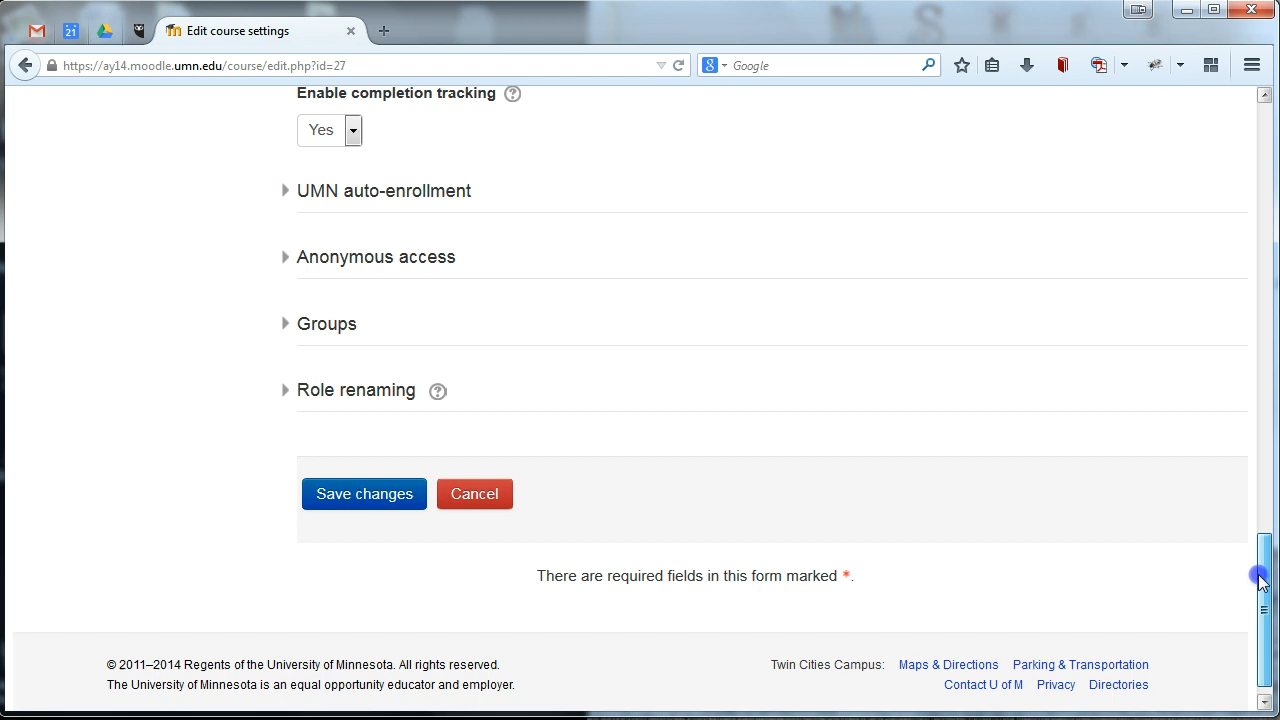 21
Edit course settings
https://ay14.moodle.umn.edu/course/edit.php?id=27
Google
Enable completion tracking
Yes
UMN auto-enrollment
Anonymous access
Groups
Role renaming
Save changes
Cancel
There are required fields in this form marked *.
© 2011–2014 Regents of the University of Minnesota. All rights reserved.
The University of Minnesota is an equal opportunity educator and employer.
Twin Cities Campus: Maps & Directions Parking & Transportation
Contact U of M Privacy Directories